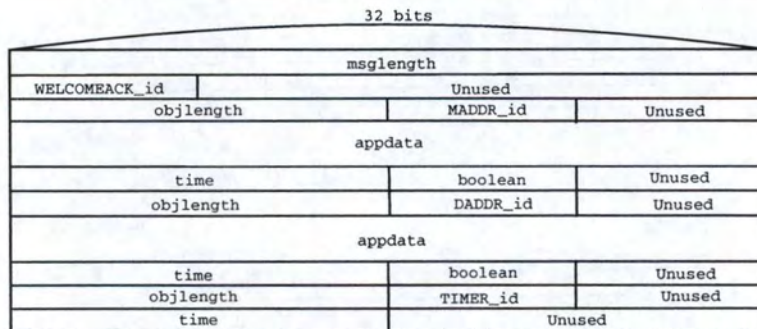 32 bits
msglength
WELCOMEACK_id Unused
objlength MADDR_id Unused
appdata
time boolean Unused
objlength DADDR_id Unused
appdata
time boolean Unused
objlength TIMER_id Unused
time Unused